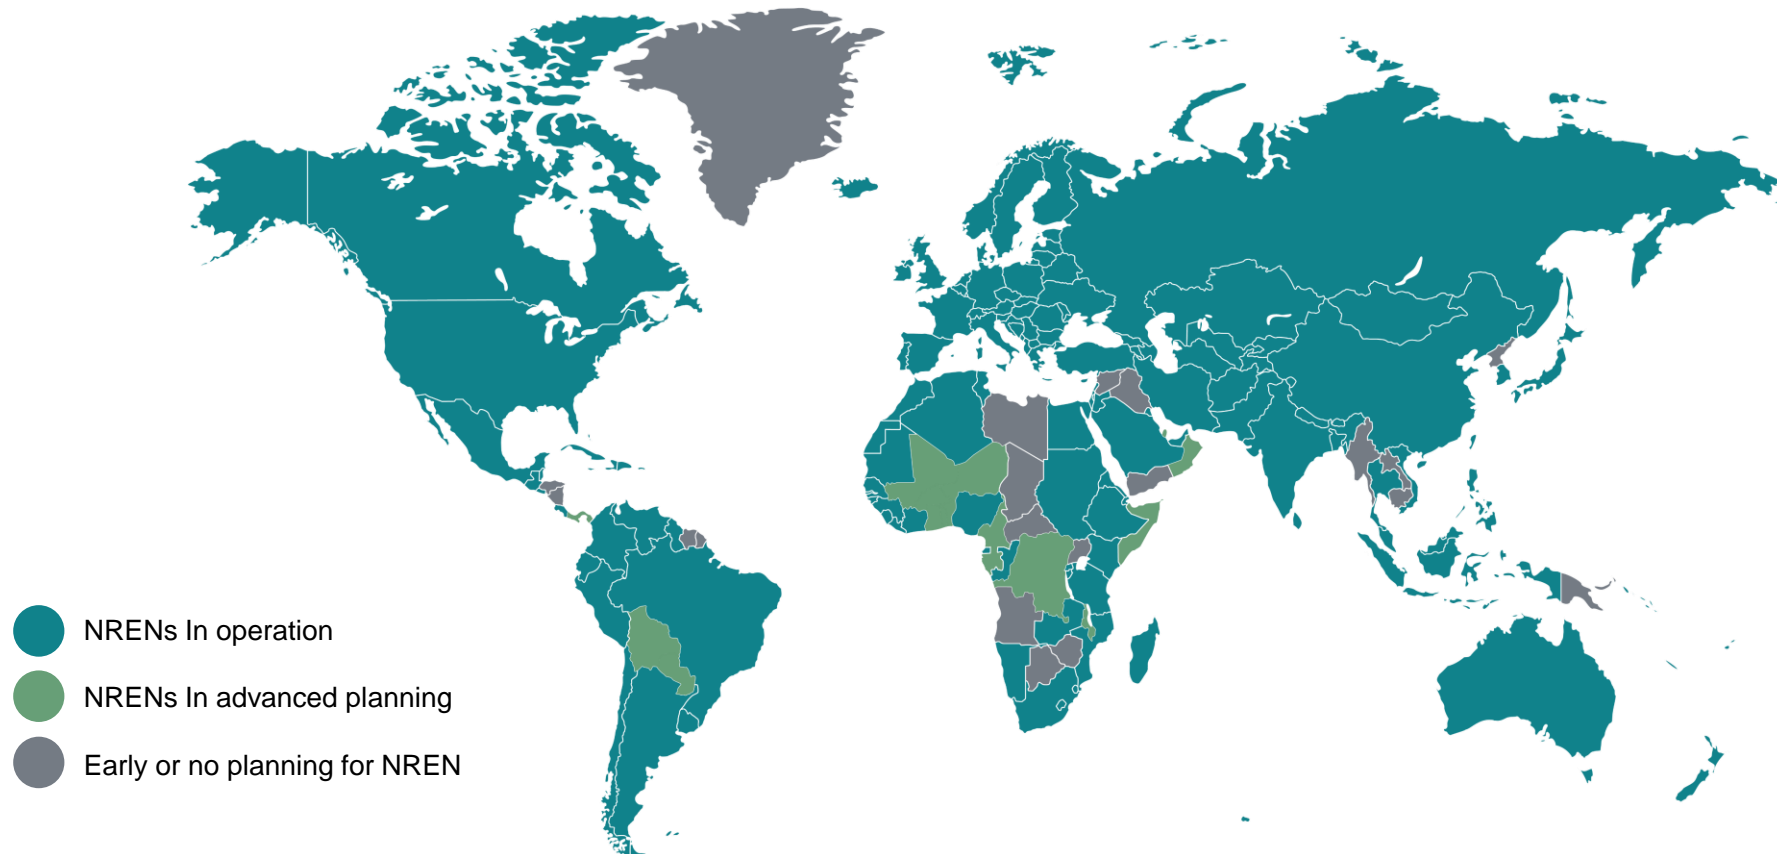 NRENs In operation
NRENs In advanced planning
Early or no planning for NREN